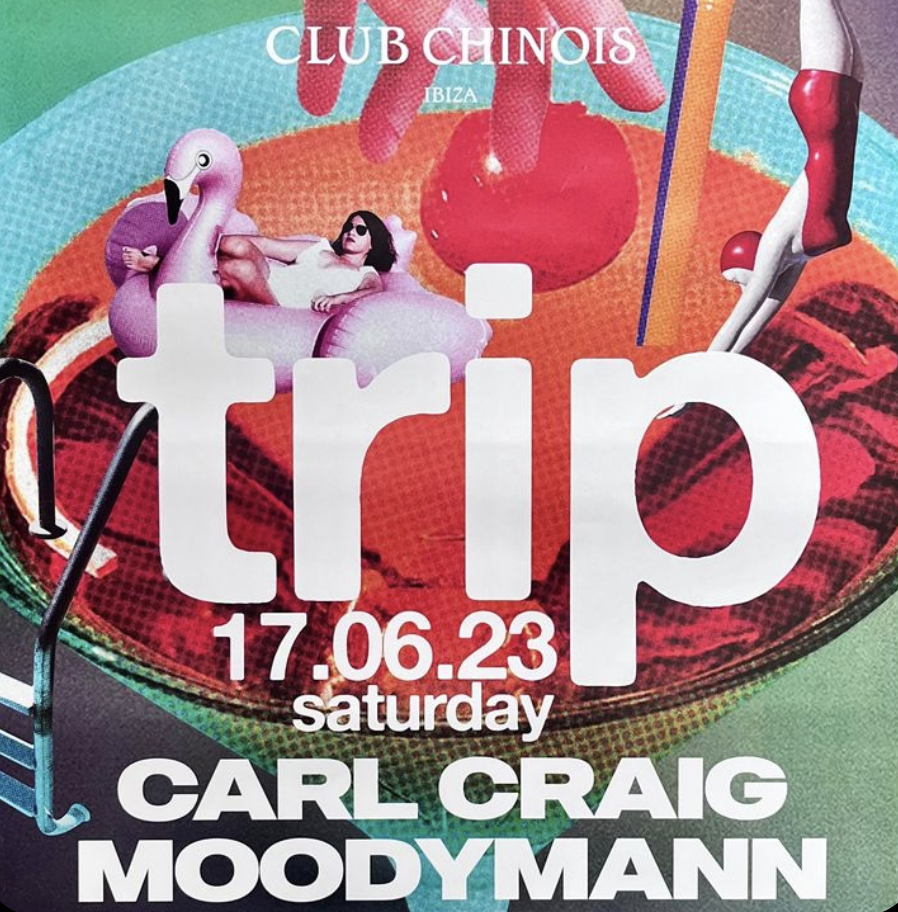 CLUB CHINOIS
IBIZA
trip
17.06.23
saturday
CARL CRAIG
MOODYMANN